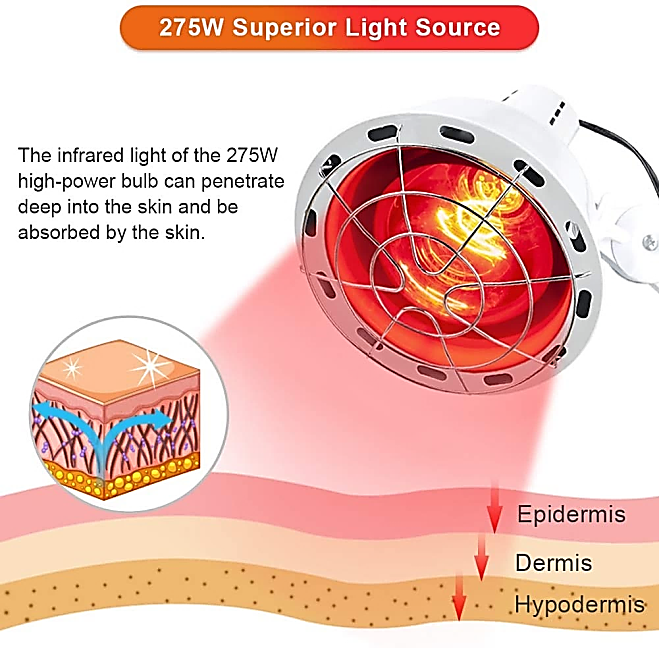 275W Superior Light Source
The infrared light of the 275W
high-power bulb can penetrate
deep into the skin and be
absorbed by the skin.
Epidermis
Dermis
Hypodermis